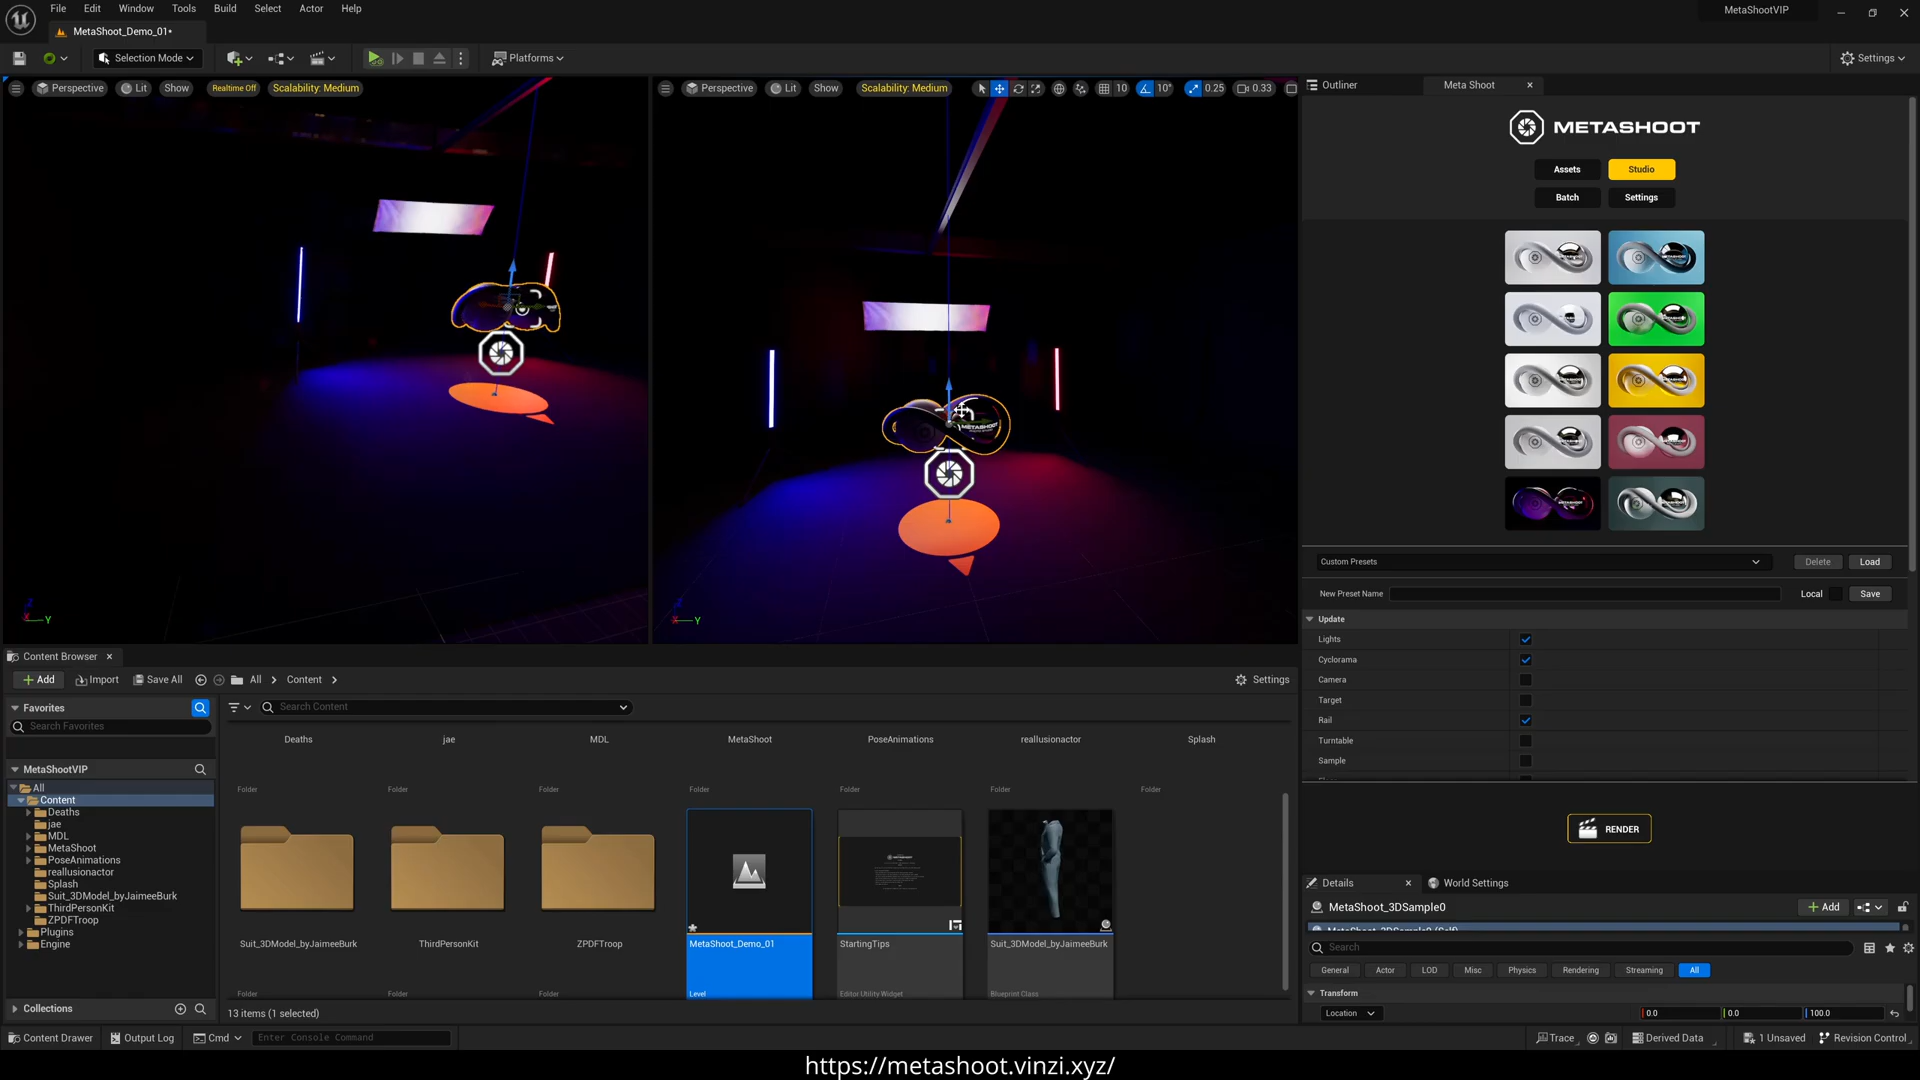 File Edit Window Tools Build Select Actor Help
MetaShootVIP
MetaShoot_Demo_01•
Selection Mode
Platforms
Settings
Perspective Lit Show Realtime Off Scalability: Medium
Perspective Lit Show Scalability: Medium 10 10° 0.25 0.33
Outliner
Meta Shoot
METASHOOT
Assets Studio
Batch Settings
Custom Presets Delete Load
New Preset Name Local Save
Update
Lights
Cyclorama
Camera
Target
Rail
Turntable
Sample
RENDER
Content Browser
Add Import Save All All Content Settings
Favorites
Search Favorites
Search Content
MetaShootVIP
All
Content
Deaths
jae
MDL
MetaShoot
PoseAnimations
reallusionactor
Splash
Suit_3DModel_byJaimeeBurk
ThirdPersonKit
ZPDFTroop
Plugins
Engine
Collections
Deaths jae MDL MetaShoot PoseAnimations reallusionactor Splash
Folder Folder Folder Folder Folder Folder Folder
Suit_3DModel_byJaimeeBurk ThirdPersonKit ZPDFTroop MetaShoot_Demo_01 StartingTips Suit_3DModel_byJaimeeBurk
Folder Folder Folder Level Editor Utility Widget Blueprint Class
13 items (1 selected)
Details World Settings
MetaShoot_3DSample0 Add
MetaShoot_3DSample0 (Self)
Search
General Actor LOD Misc Physics Rendering Streaming All
Transform
Location 0.0 0.0 100.0
Content Drawer Output Log Cmd Enter Console Command Trace Derived Data 1 Unsaved Revision Control
https://metashoot.vinzi.xyz/